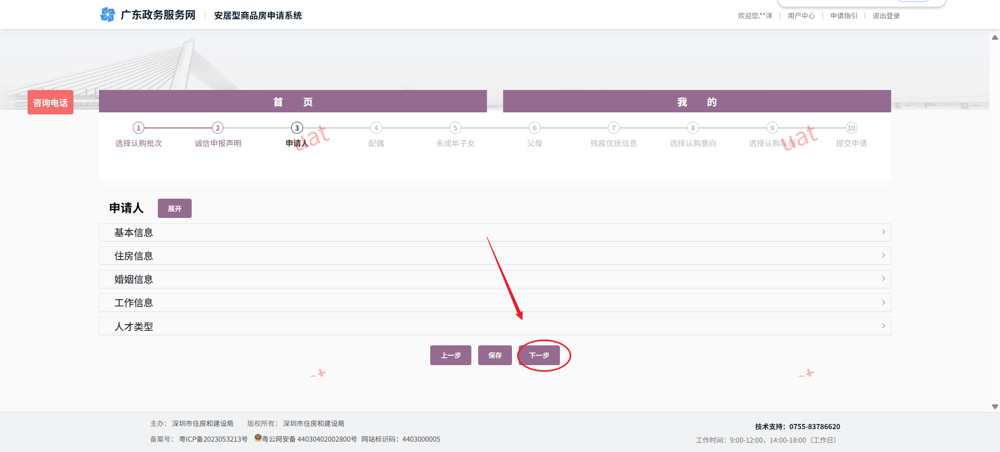 广东政务服务网 安居型商品房申请系统
欢迎您,**洋 用户中心 申请指引 退出登录
咨询电话
首 页
我 的
1 2 3 4 5 6 7 8 9 10
选择认购批次 诚信申报声明 申请人 配偶 未成年子女 父母 残疾优抚信息 选择认购意向 选择认购队列 提交申请
uat uat
申请人 展开
基本信息
住房信息
婚姻信息
工作信息
人才类型
上一步 保存 下一步
主办： 深圳市住房和建设局 版权所有： 深圳市住房和建设局
备案号： 粤ICP备2023053213号 粤公网安备 44030402002800号 网站标识码：4403000005
技术支持：0755-83786620
工作时间：9:00-12:00，14:00-18:00（工作日）